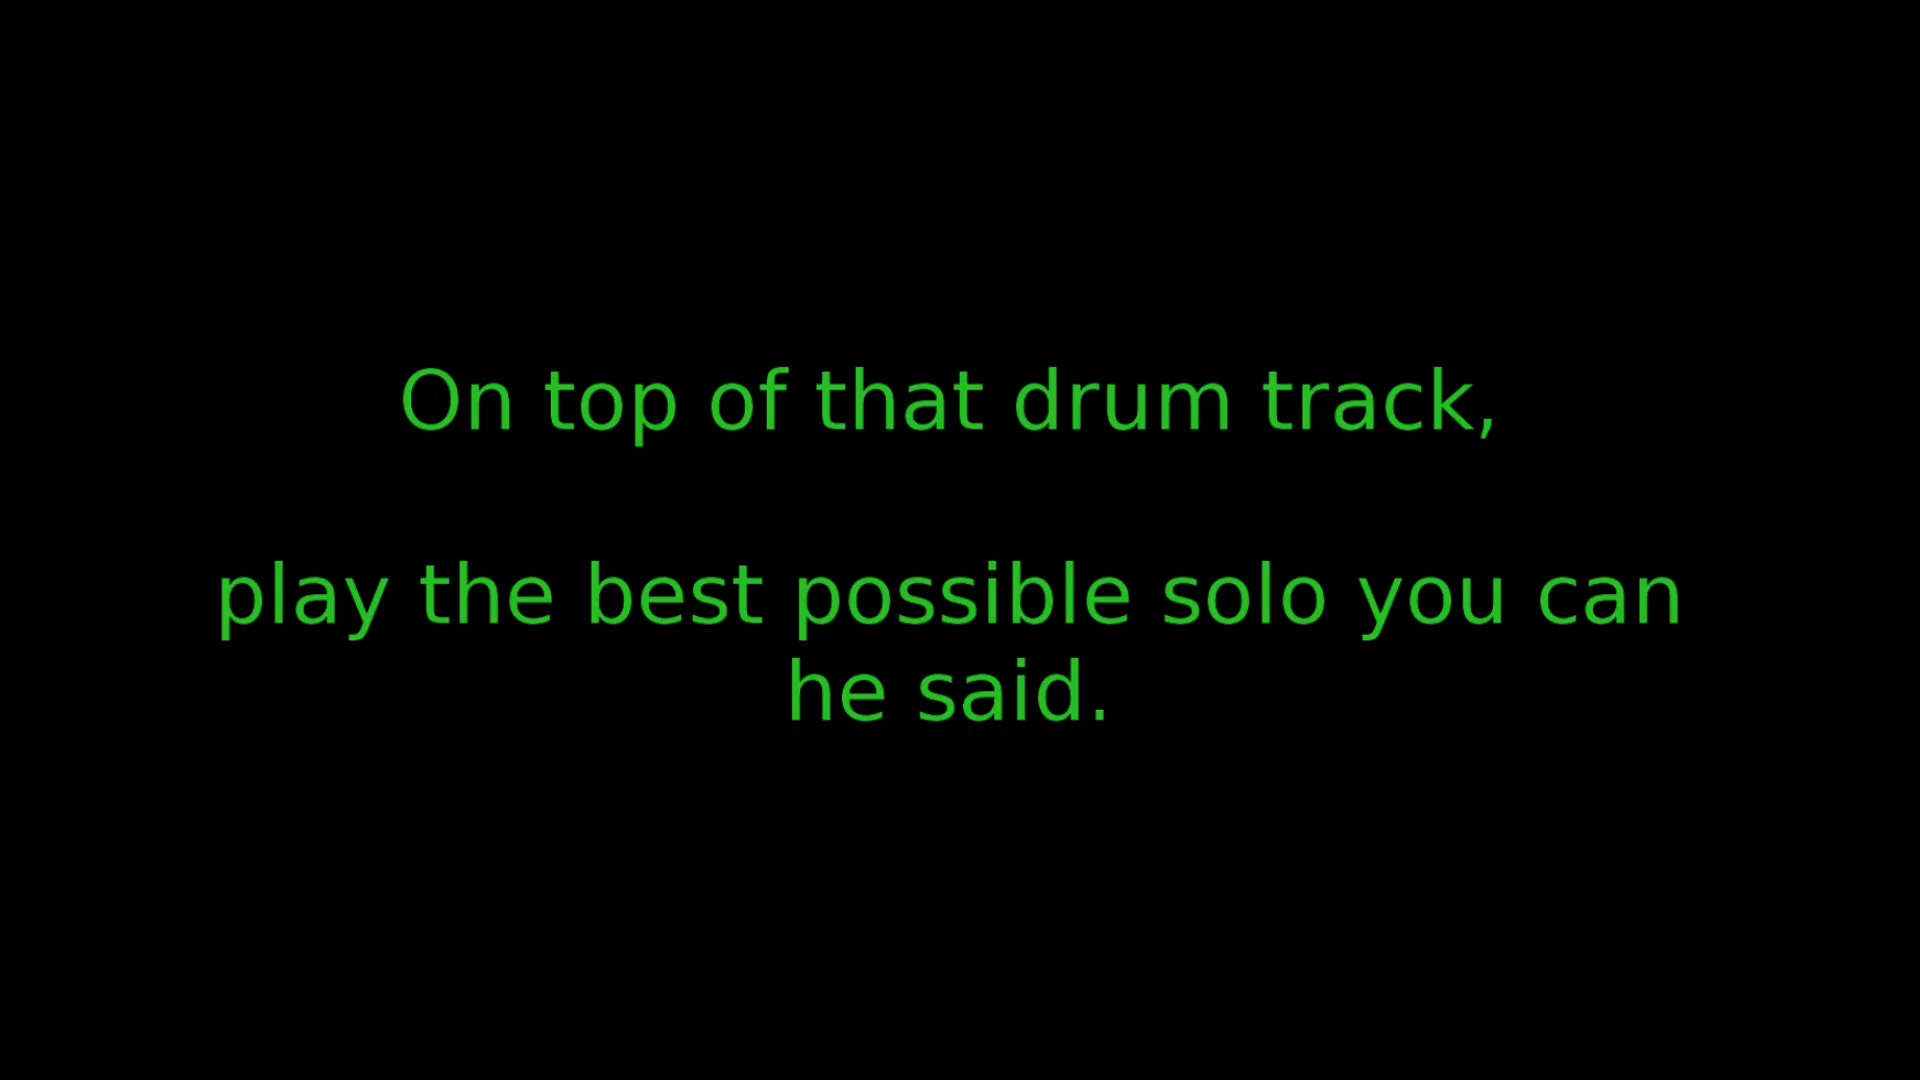 On top of that drum track,
play the best possible solo you can
he said.